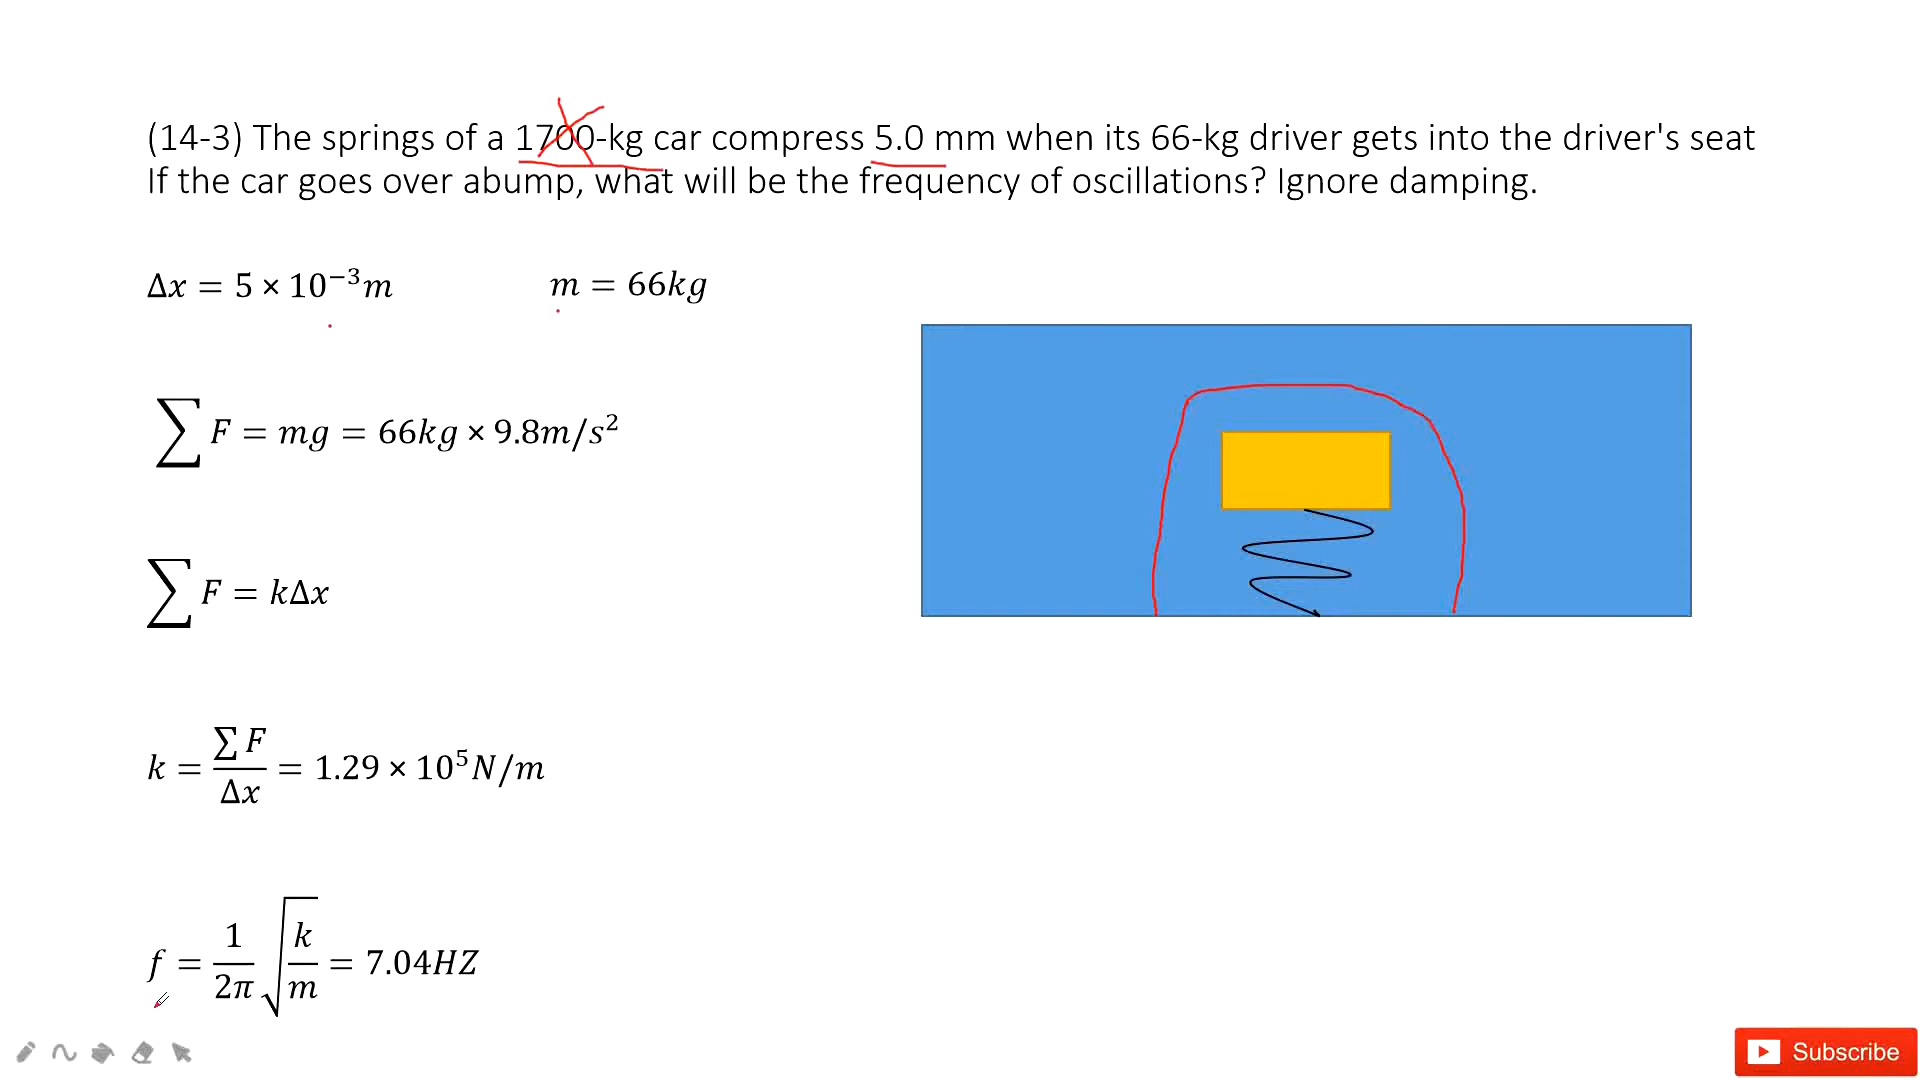 (14-3) The springs of a 1700-kg car compress 5.0 mm when its 66-kg driver gets into the driver's seat
If the car goes over abump, what will be the frequency of oscillations? Ignore damping.
Δx = 5 × 10⁻³m m = 66kg
∑ F = mg = 66kg × 9.8m/s²
∑ F = kΔx
k = ∑ F / Δx = 1.29 × 10⁵N/m
f = 1/2π √(k/m) = 7.04HZ
Subscribe